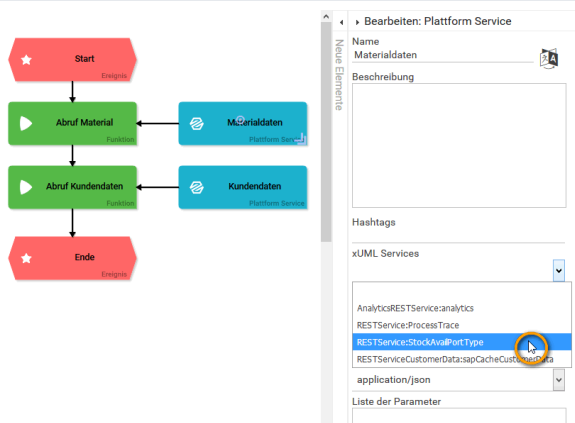 Start
Ereignis
Abruf Material
Funktion
Materialdaten
Plattform Service
Abruf Kundendaten
Funktion
Kundendaten
Plattform Service
Ende
Ereignis
Neue Elemente
Bearbeiten: Plattform Service
Name
Materialdaten
Beschreibung
Hashtags
xUML Services
AnalyticsRESTService:analytics
RESTService:ProcessTrace
RESTService:StockAvailPortType
RESTServiceCustomerData:sapCacheCustomerData
application/json
Liste der Parameter